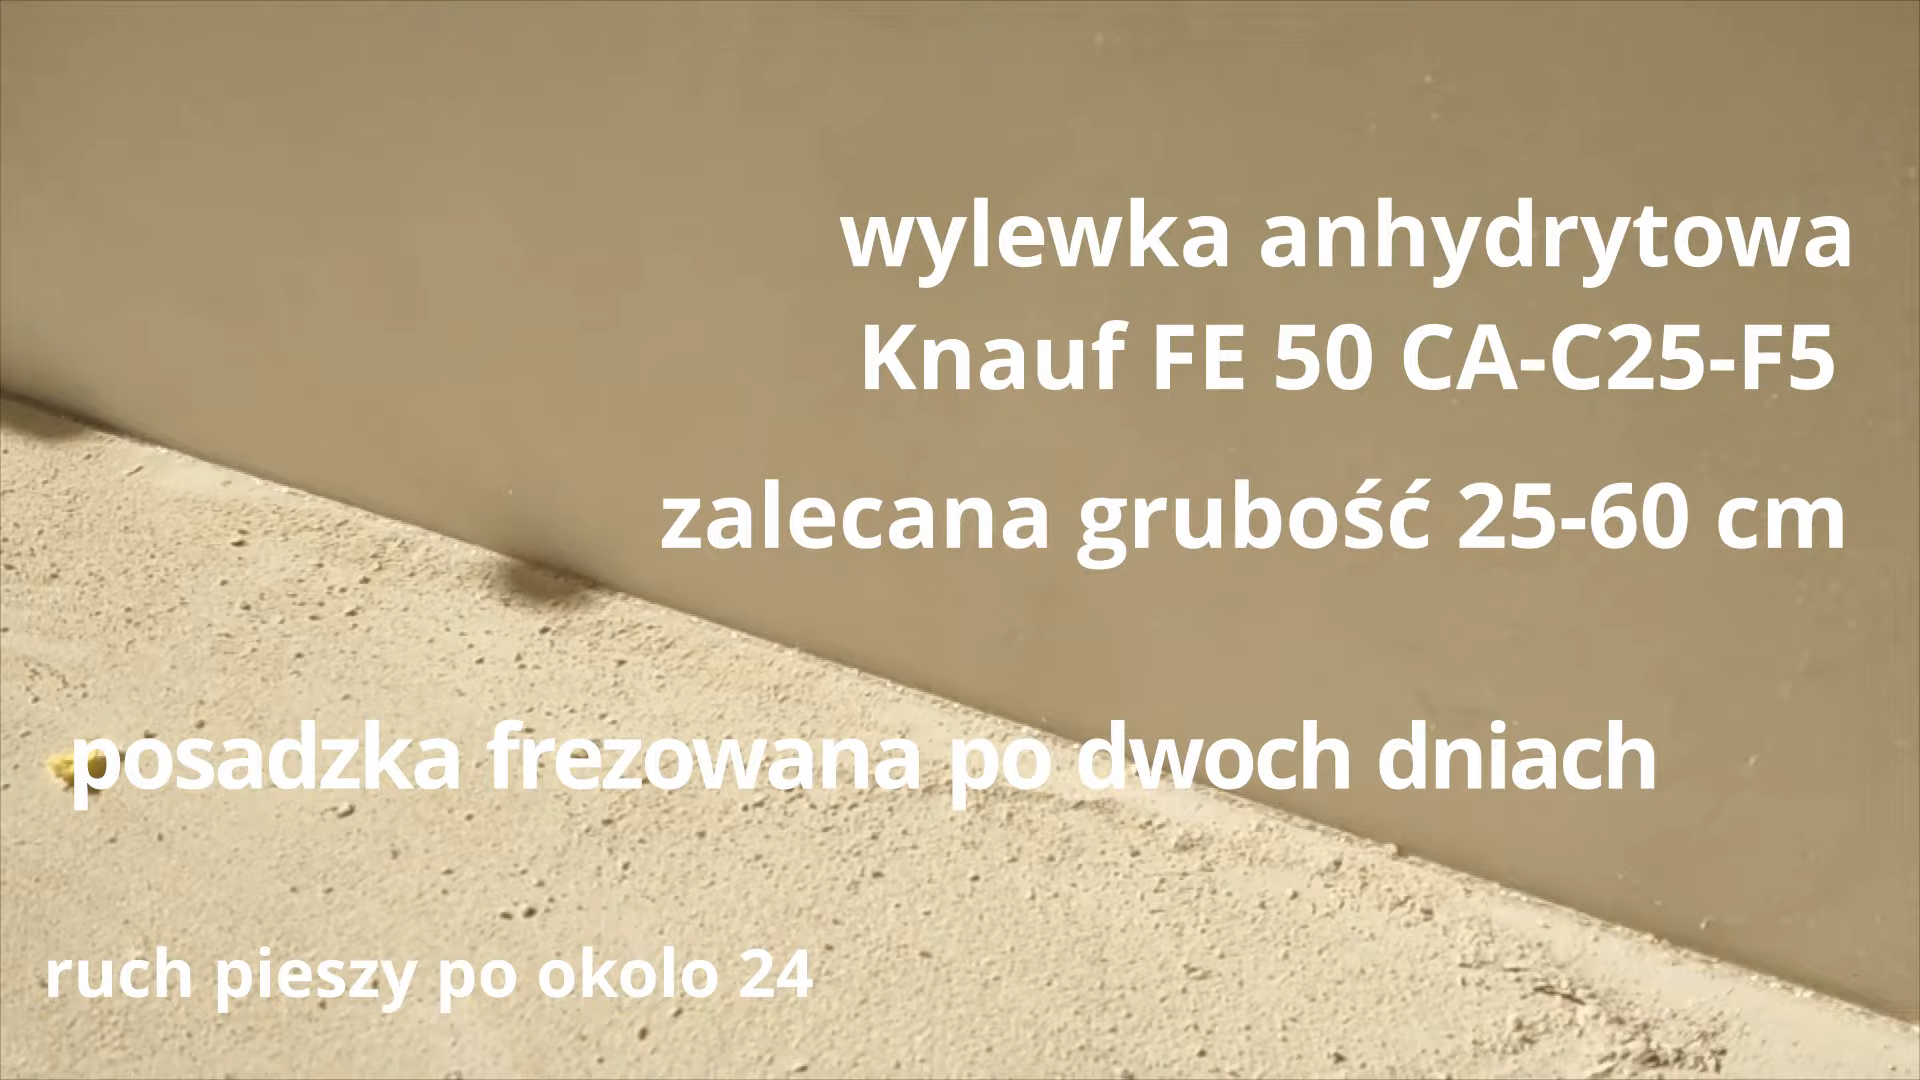 wylewka anhydrytowa
Knauf FE 50 CA-C25-F5
zalecana grubość 25-60 cm
posadzka frezowana po dwoch dniach
ruch pieszy po okolo 24